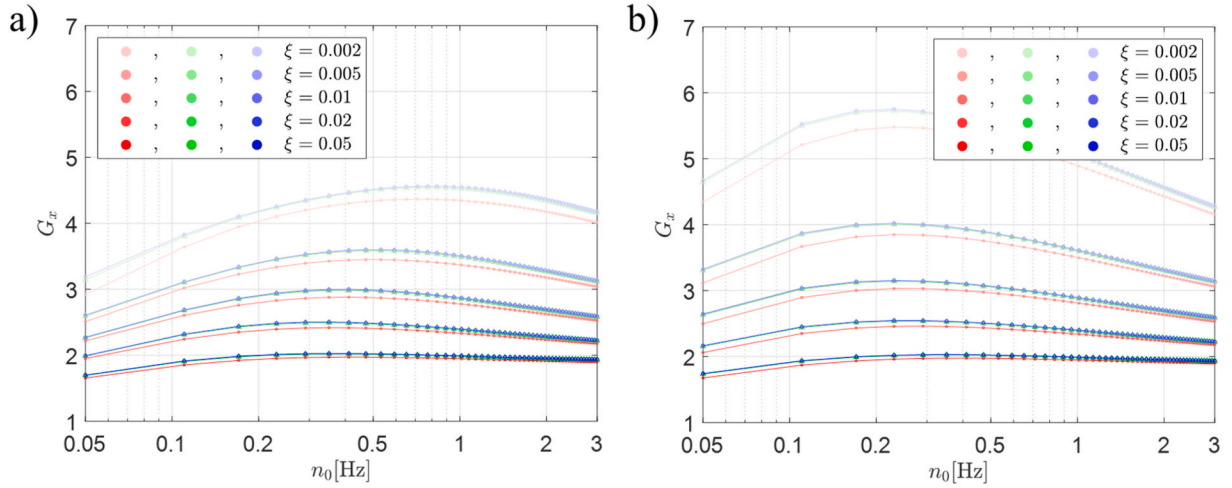 a)
7
6
5
4
3
2
1
G_x
, , ξ = 0.002
, , ξ = 0.005
, , ξ = 0.01
, , ξ = 0.02
, , ξ = 0.05
0.05 0.1 0.2 0.5 1 2 3
n_0[Hz]
b)
7
6
5
4
3
2
1
G_x
, , ξ = 0.002
, , ξ = 0.005
, , ξ = 0.01
, , ξ = 0.02
, , ξ = 0.05
0.05 0.1 0.2 0.5 1 2 3
n_0[Hz]